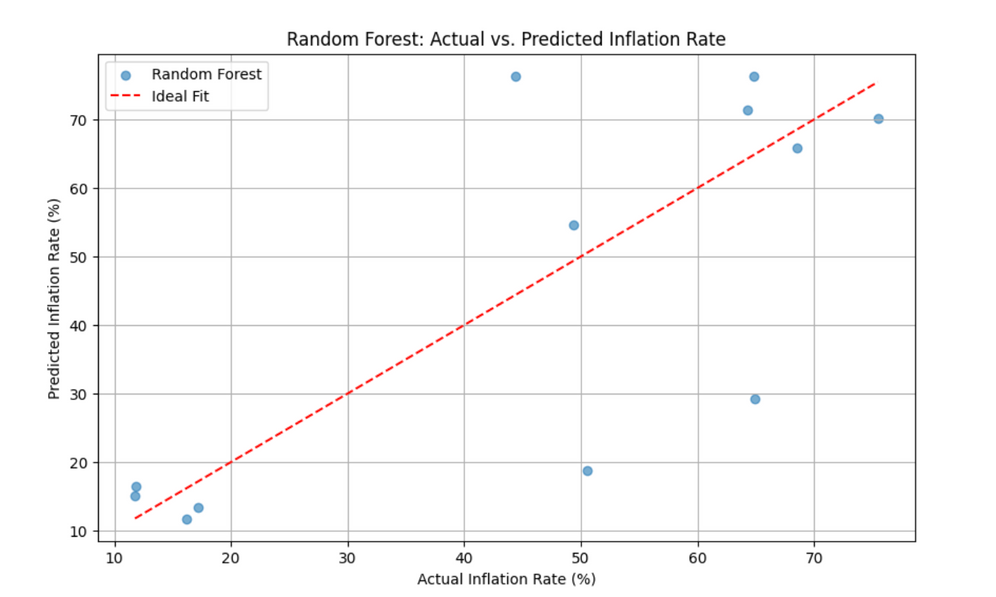 Random Forest: Actual vs. Predicted Inflation Rate
Random Forest
Ideal Fit
Predicted Inflation Rate (%)
70
60
50
40
30
20
10
10 20 30 40 50 60 70
Actual Inflation Rate (%)